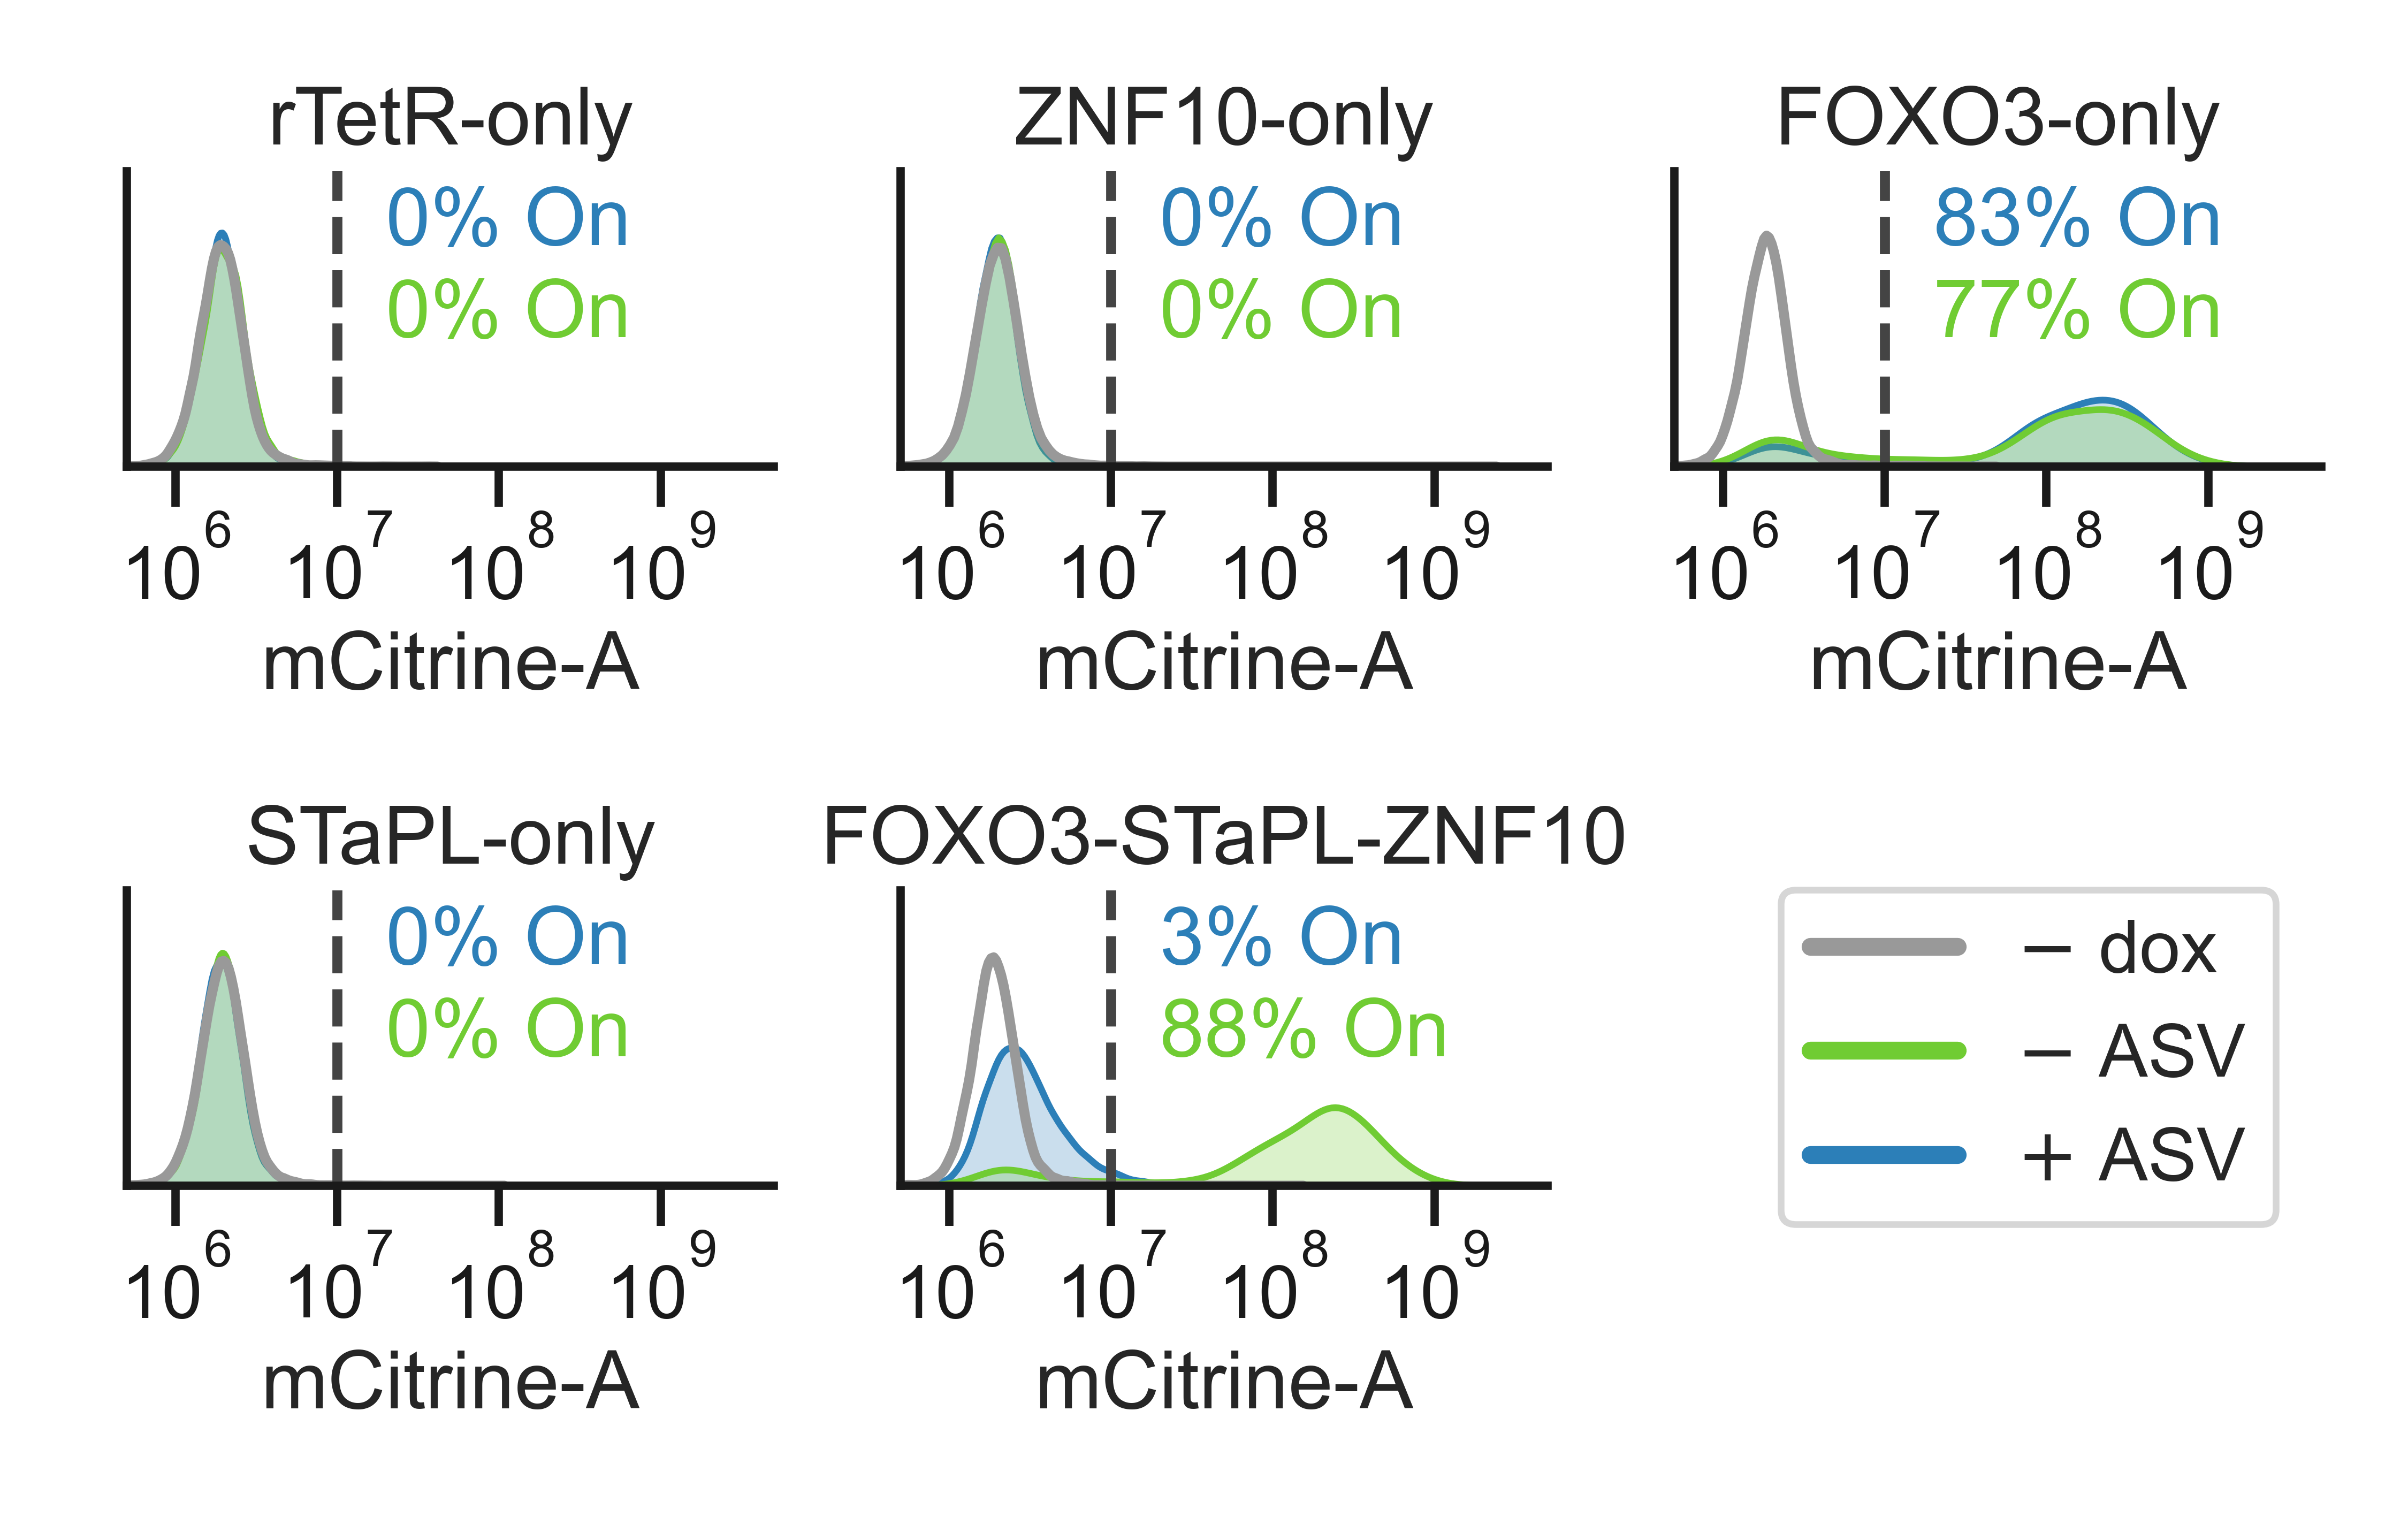 rTetR-only
0% On
0% On
10^6 10^7 10^8 10^9
mCitrine-A
ZNF10-only
0% On
0% On
10^6 10^7 10^8 10^9
mCitrine-A
FOXO3-only
83% On
77% On
10^6 10^7 10^8 10^9
mCitrine-A
STaPL-only
0% On
0% On
10^6 10^7 10^8 10^9
mCitrine-A
FOXO3-STaPL-ZNF10
3% On
88% On
10^6 10^7 10^8 10^9
mCitrine-A
− dox
− ASV
+ ASV